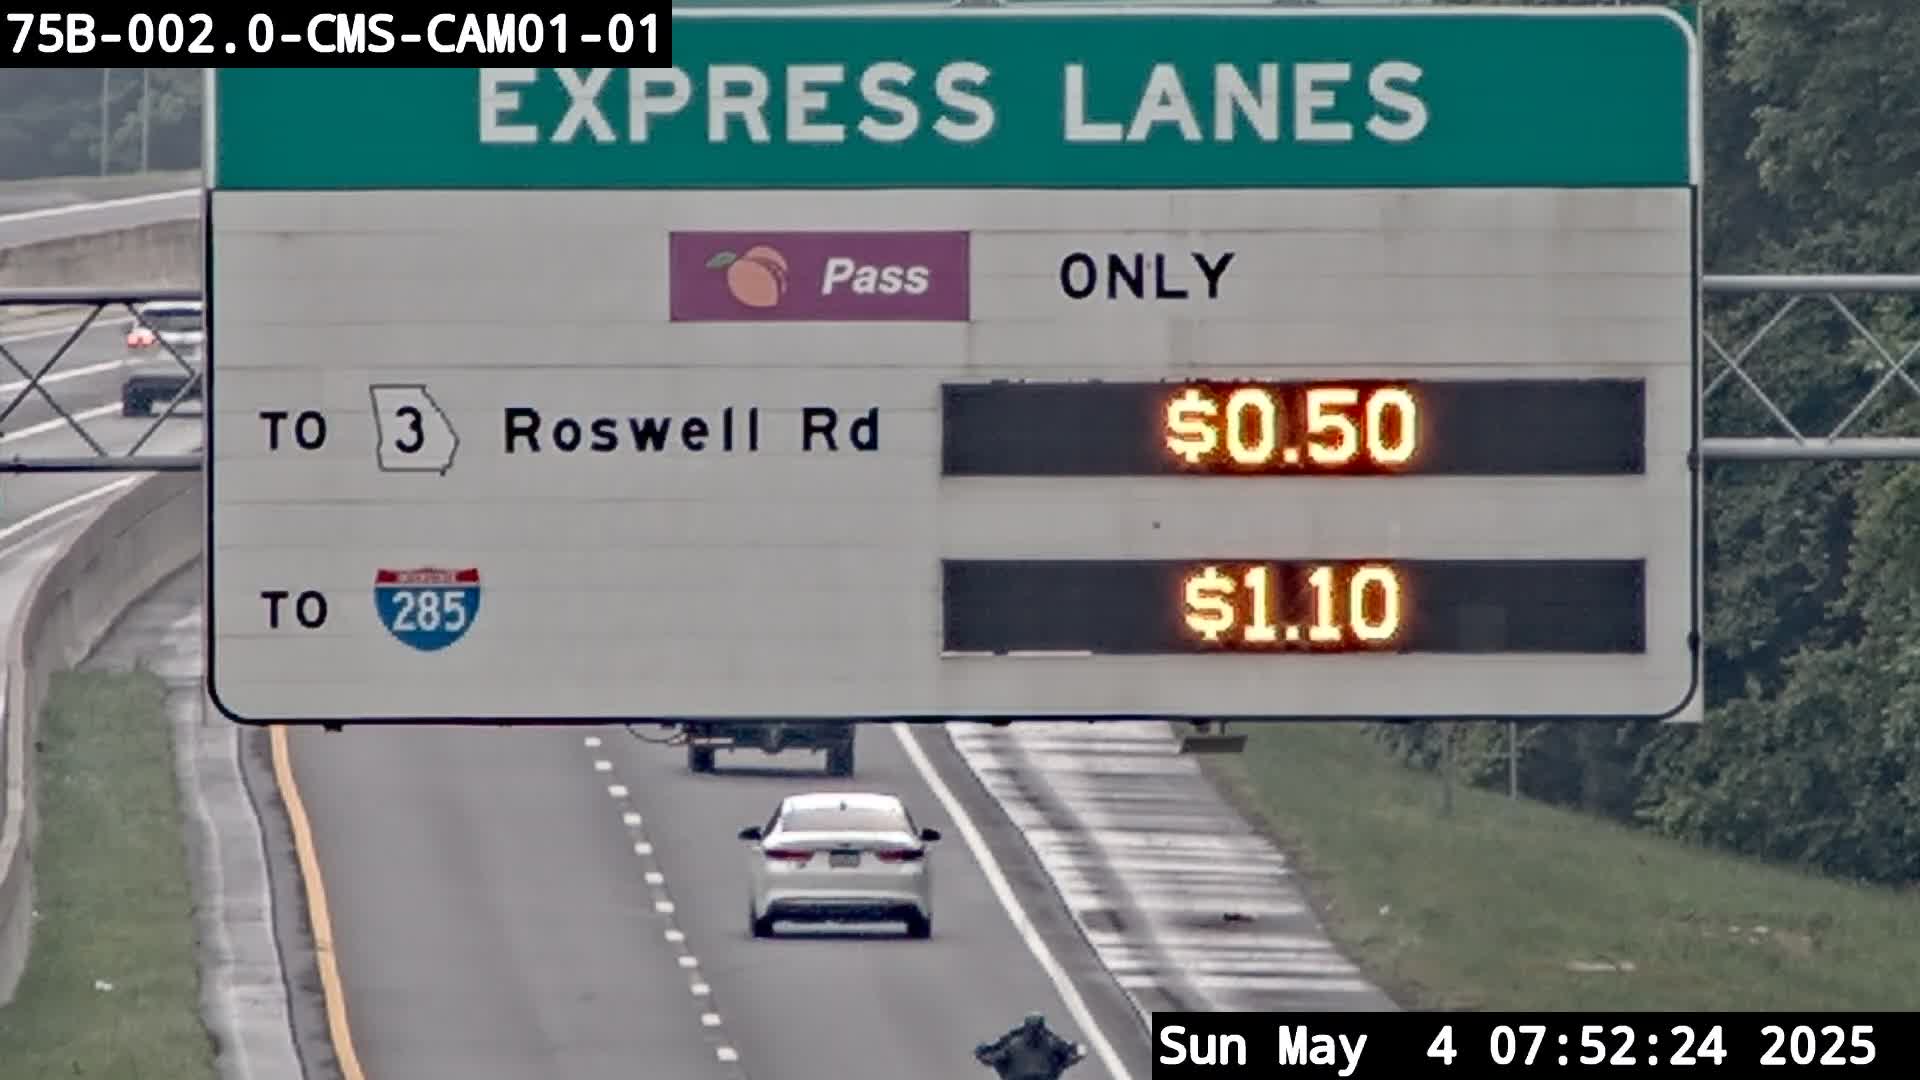 75B-002.0-CMS-CAM01-01
EXPRESS LANES
Pass ONLY
TO 3 Roswell Rd $0.50
TO 285 $1.10
Sun May 4 07:52:24 2025